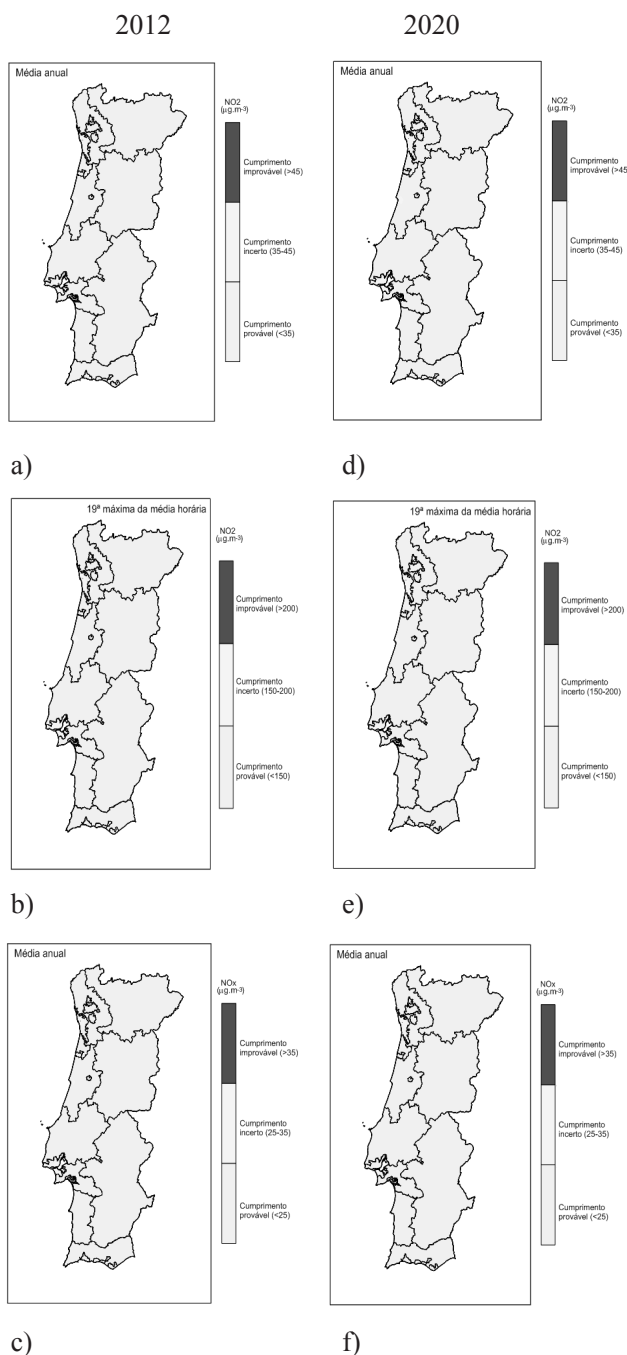 2012
2020
Média anual
NO2
(µg.m-3)
Cumprimento
improvável (>45)
Cumprimento
incerto (35-45)
Cumprimento
provável (<35)
a)
Média anual
NO2
(µg.m-3)
Cumprimento
improvável (>45)
Cumprimento
incerto (35-45)
Cumprimento
provável (<35)
d)
19ª máxima da média horária
NO2
(µg.m-3)
Cumprimento
improvável (>200)
Cumprimento
incerto (150-200)
Cumprimento
provável (<150)
b)
19ª máxima da média horária
NO2
(µg.m-3)
Cumprimento
improvável (>200)
Cumprimento
incerto (150-200)
Cumprimento
provável (<150)
e)
Média anual
NOx
(µg.m-3)
Cumprimento
improvável (>35)
Cumprimento
incerto (25-35)
Cumprimento
provável (<25)
c)
Média anual
NOx
(µg.m-3)
Cumprimento
improvável (>35)
Cumprimento
incerto (25-35)
Cumprimento
provável (<25)
f)